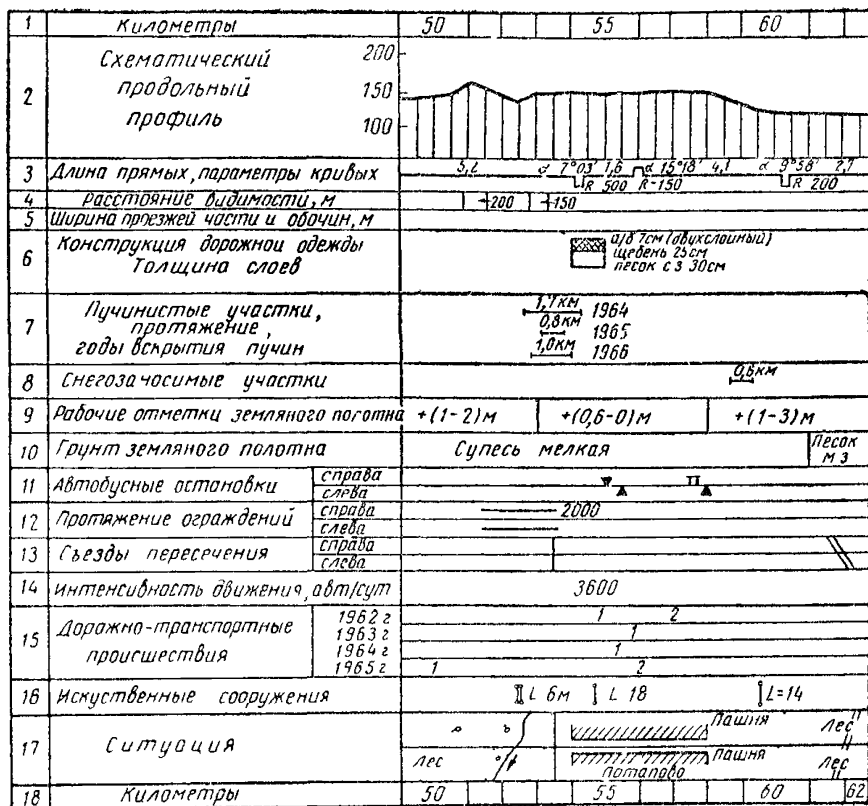 1 Километры 50 55 60
2 Схематический продольный профиль 200 150 100
3 Длина прямых, параметры кривых 5,2 α 7°03' 1,6 α 15°18' 4,1 α 9°58' 2,7
R 500 R-150 R 200
4 Расстояние видимости, м 200 150
5 Ширина проезжей части и обочин, м
6 Конструкция дорожной одежды
Толщина слоев
а/б 7см (двухслойный)
щебень 25см
песок с з 30см
7 Пучинистые участки,
протяжение,
годы вскрытия пучин
1,7км 1964
0,8км 1965
1,0км 1966
8 Снегозаносимые участки 0,6км
9 Рабочие отметки земляного полотна +(1-2)м +(0,6-0)м +(1-3)м
10 Грунт земляного полотна Супесь мелкая Песок
м з
11 Автобусные остановки справа
слева
12 Протяжение ограждений справа 2000
слева
13 Съезды пересечения справа
слева
14 Интенсивность движения, авт/сут 3600
15 Дорожно-транспортные
происшествия
1962г 1 2
1963г 1
1964г 1
1965г 1 2
16 Искуственные сооружения L 6м L 18 L=14
17 Ситуация Пашня Лес
Лес Потапово Пашня Лес
18 Километры 50 55 60 62